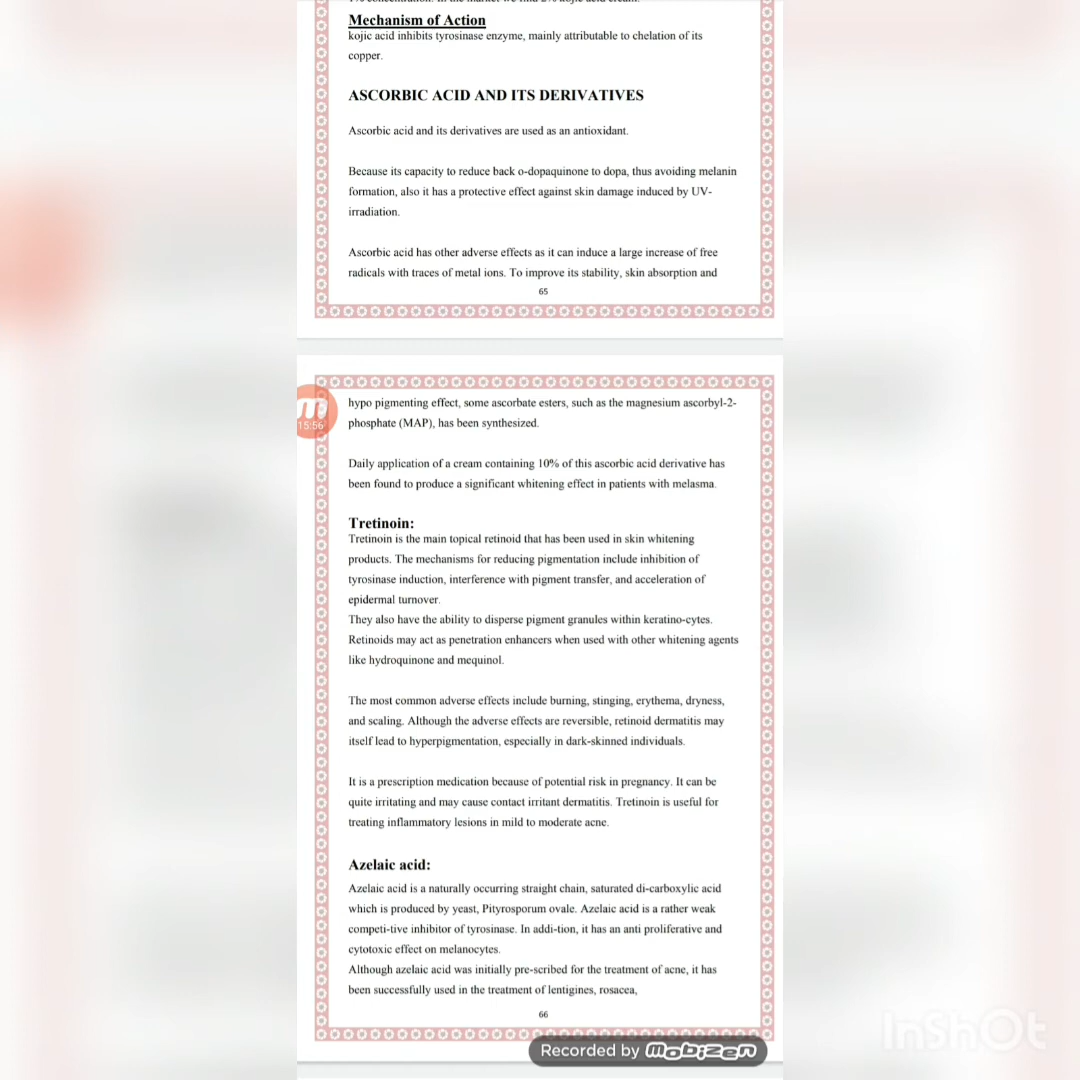 Mechanism of Action
kojic acid inhibits tyrosinase enzyme, mainly attributable to chelation of its
copper.
ASCORBIC ACID AND ITS DERIVATIVES
Ascorbic acid and its derivatives are used as an antioxidant.
Because its capacity to reduce back o-dopaquinone to dopa, thus avoiding melanin
formation, also it has a protective effect against skin damage induced by UV-
irradiation.
Ascorbic acid has other adverse effects as it can induce a large increase of free
radicals with traces of metal ions. To improve its stability, skin absorption and
65
hypo pigmenting effect, some ascorbate esters, such as the magnesium ascorbyl-2-
15:56
phosphate (MAP), has been synthesized.
Daily application of a cream containing 10% of this ascorbic acid derivative has
been found to produce a significant whitening effect in patients with melasma.
Tretinoin:
Tretinoin is the main topical retinoid that has been used in skin whitening
products. The mechanisms for reducing pigmentation include inhibition of
tyrosinase induction, interference with pigment transfer, and acceleration of
epidermal turnover.
They also have the ability to disperse pigment granules within keratino-cytes.
Retinoids may act as penetration enhancers when used with other whitening agents
like hydroquinone and mequinol.
The most common adverse effects include burning, stinging, erythema, dryness,
and scaling. Although the adverse effects are reversible, retinoid dermatitis may
itself lead to hyperpigmentation, especially in dark-skinned individuals.
It is a prescription medication because of potential risk in pregnancy. It can be
quite irritating and may cause contact irritant dermatitis. Tretinoin is useful for
treating inflammatory lesions in mild to moderate acne.
Azelaic acid:
Azelaic acid is a naturally occurring straight chain, saturated di-carboxylic acid
which is produced by yeast, Pityrosporum ovale. Azelaic acid is a rather weak
competi-tive inhibitor of tyrosinase. In addi-tion, it has an anti proliferative and
cytotoxic effect on melanocytes.
Although azelaic acid was initially pre-scribed for the treatment of acne, it has
been successfully used in the treatment of lentigines, rosacea,
66
Recorded by mobizen
InShOt